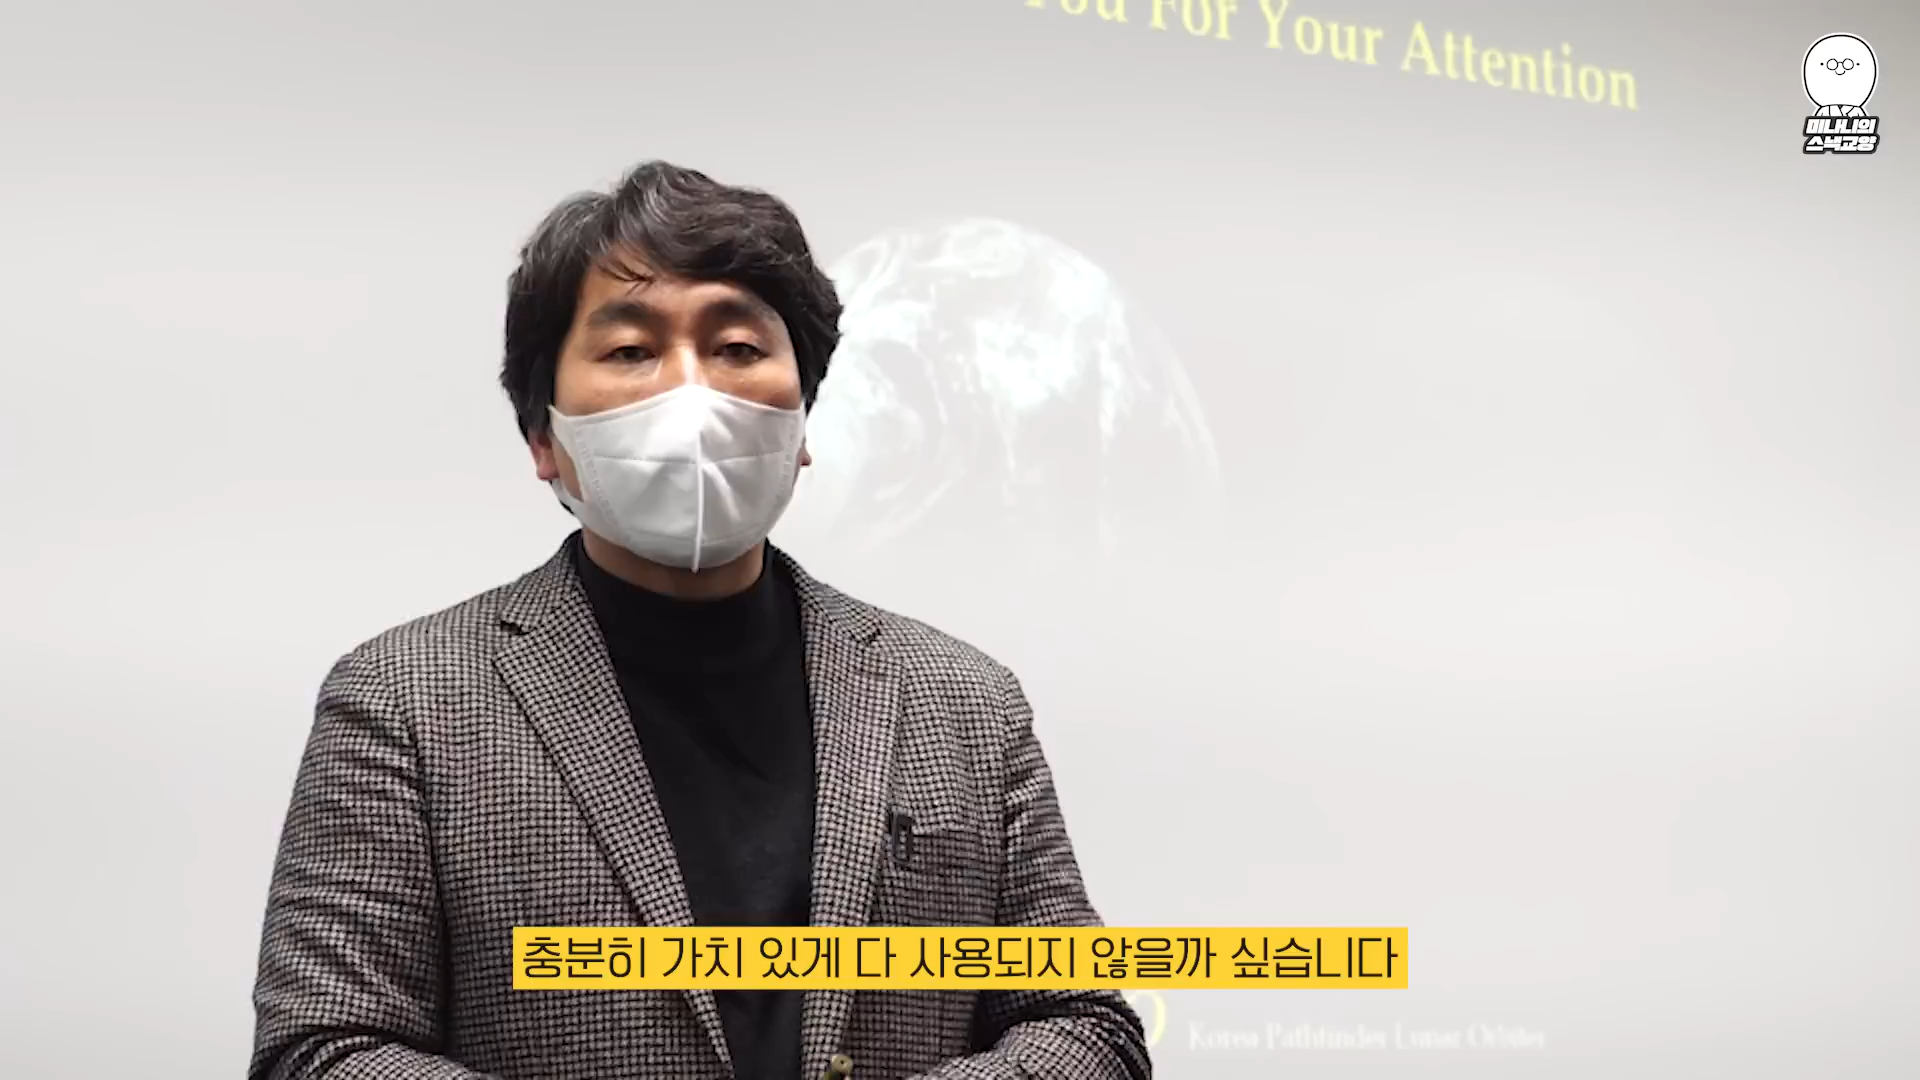 You For Your Attention
미나니의
스낵교양
충분히 가치 있게 다 사용되지 않을까 싶습니다
Korea Pathfinder Lunar Orbiter